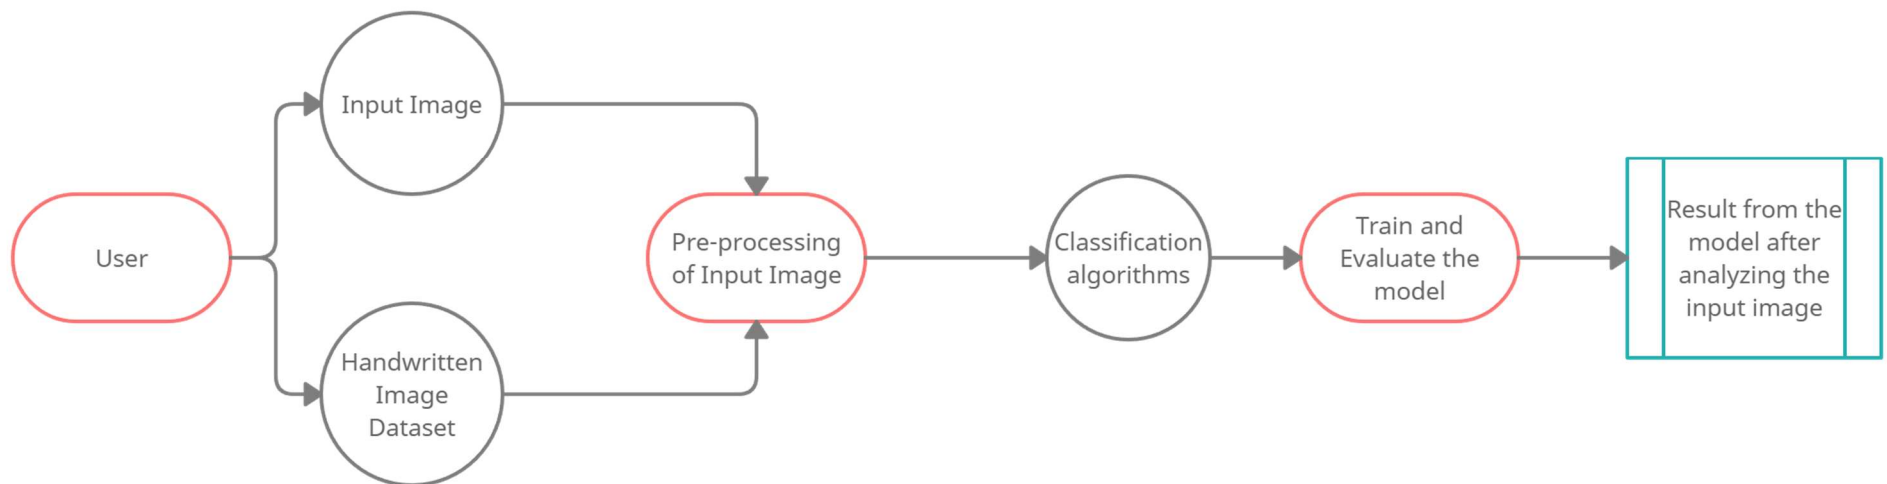 User
Input Image
Handwritten
Image
Dataset
Pre-processing
of Input Image
Classification
algorithms
Train and
Evaluate the
model
Result from the
model after
analyzing the
input image